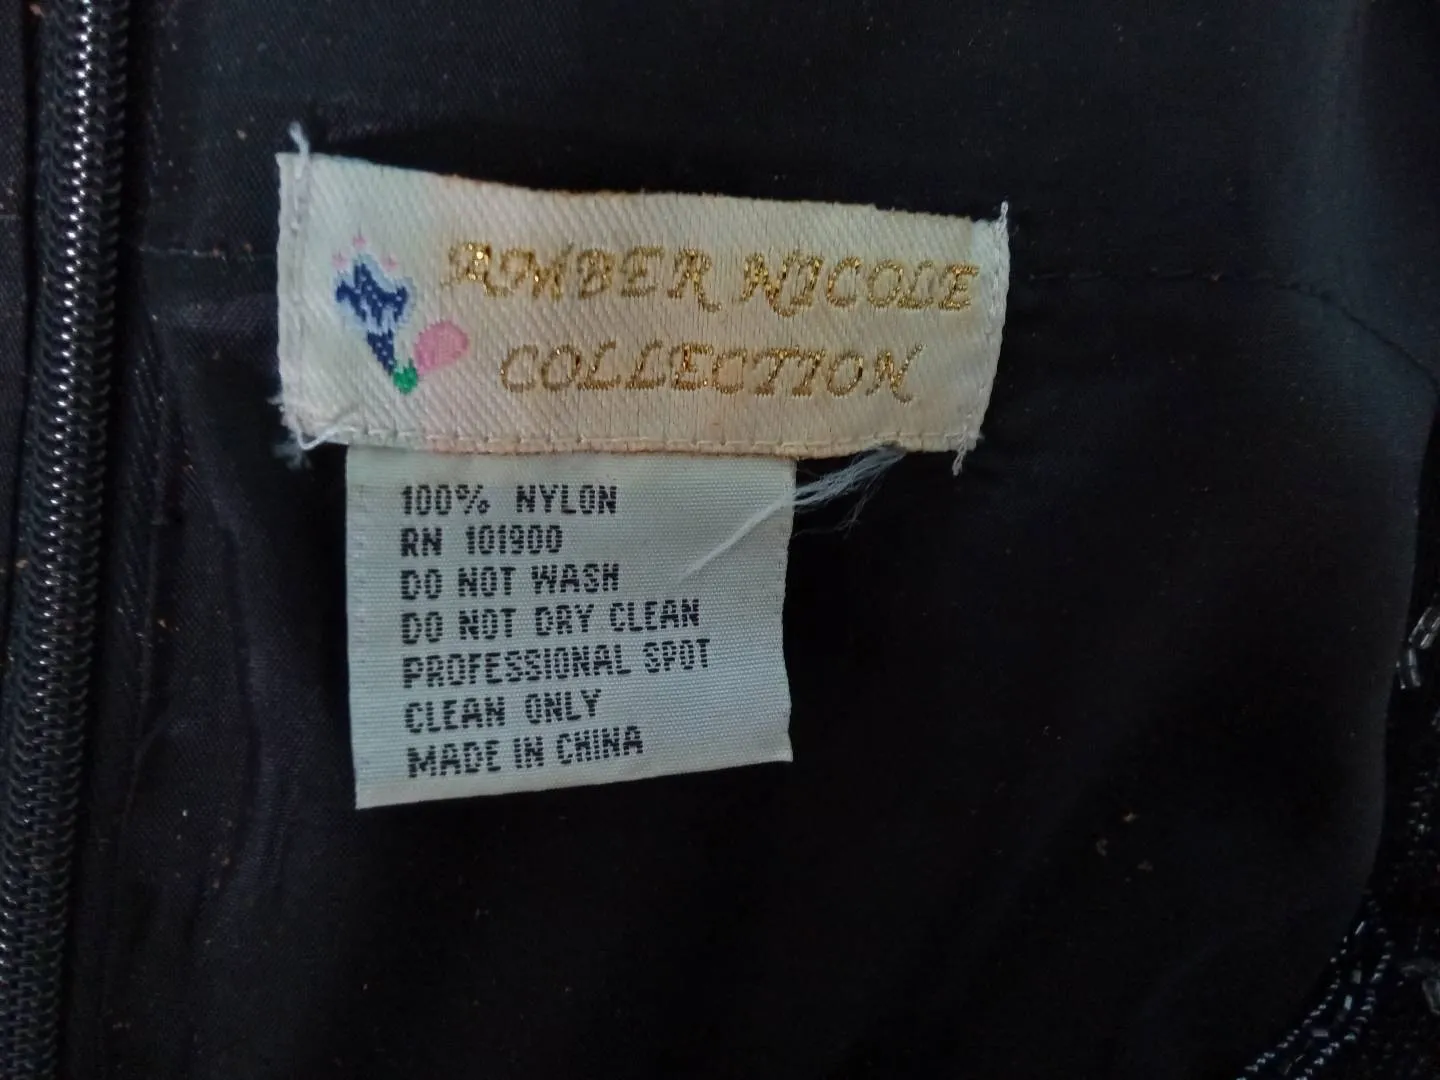 AMBER NICOLE
COLLECTION
100% NYLON
RN 101900
DO NOT WASH
DO NOT DRY CLEAN
PROFESSIONAL SPOT
CLEAN ONLY
MADE IN CHINA